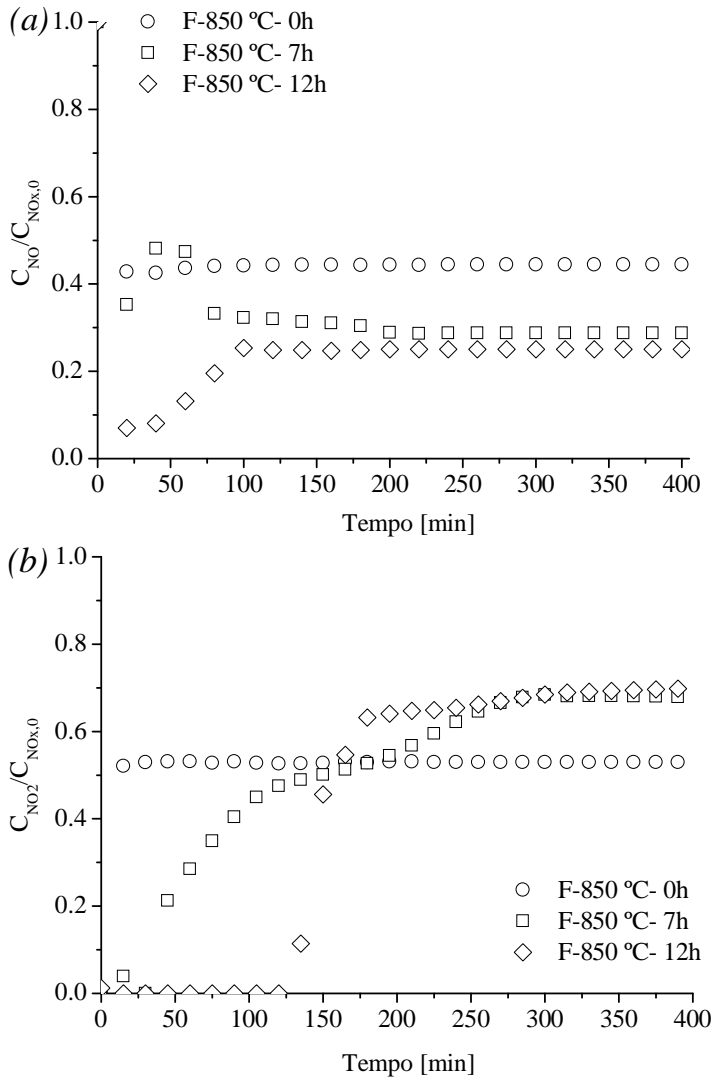 (a)
1.0
0.8
0.6
0.4
0.2
0.0
C_NO/C_NOx,0
F-850 ºC- 0h
F-850 ºC- 7h
F-850 ºC- 12h
0 50 100 150 200 250 300 350 400
Tempo [min]
(b)
1.0
0.8
0.6
0.4
0.2
0.0
C_NO2/C_NOx,0
F-850 ºC- 0h
F-850 ºC- 7h
F-850 ºC- 12h
0 50 100 150 200 250 300 350 400
Tempo [min]